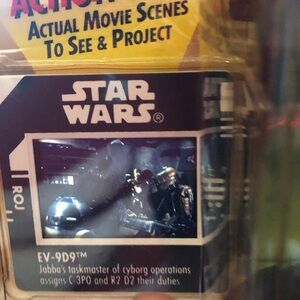 ACTION
ACTUAL MOVIE SCENES
TO SEE & PROJECT
STAR
WARS®
ROJ
EV-9D9™
Jabba's taskmaster of cyborg operations
assigns C-3PO and R2 D2 their duties.